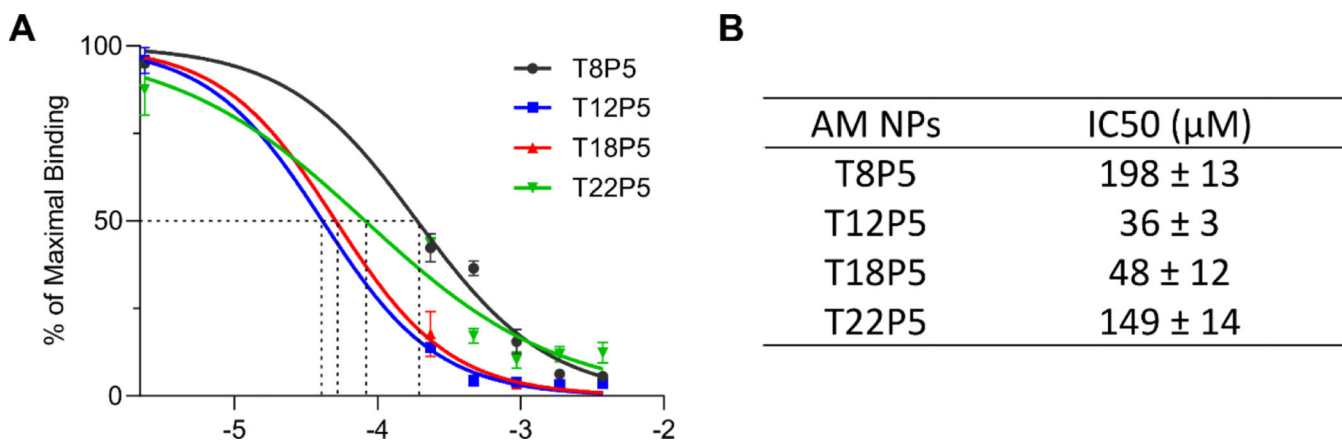 A
% of Maximal Binding
100
50
0
-5
-4
-3
-2
T8P5
T12P5
T18P5
T22P5
B
AM NPs IC50 (μM)
T8P5 198 ± 13
T12P5 36 ± 3
T18P5 48 ± 12
T22P5 149 ± 14